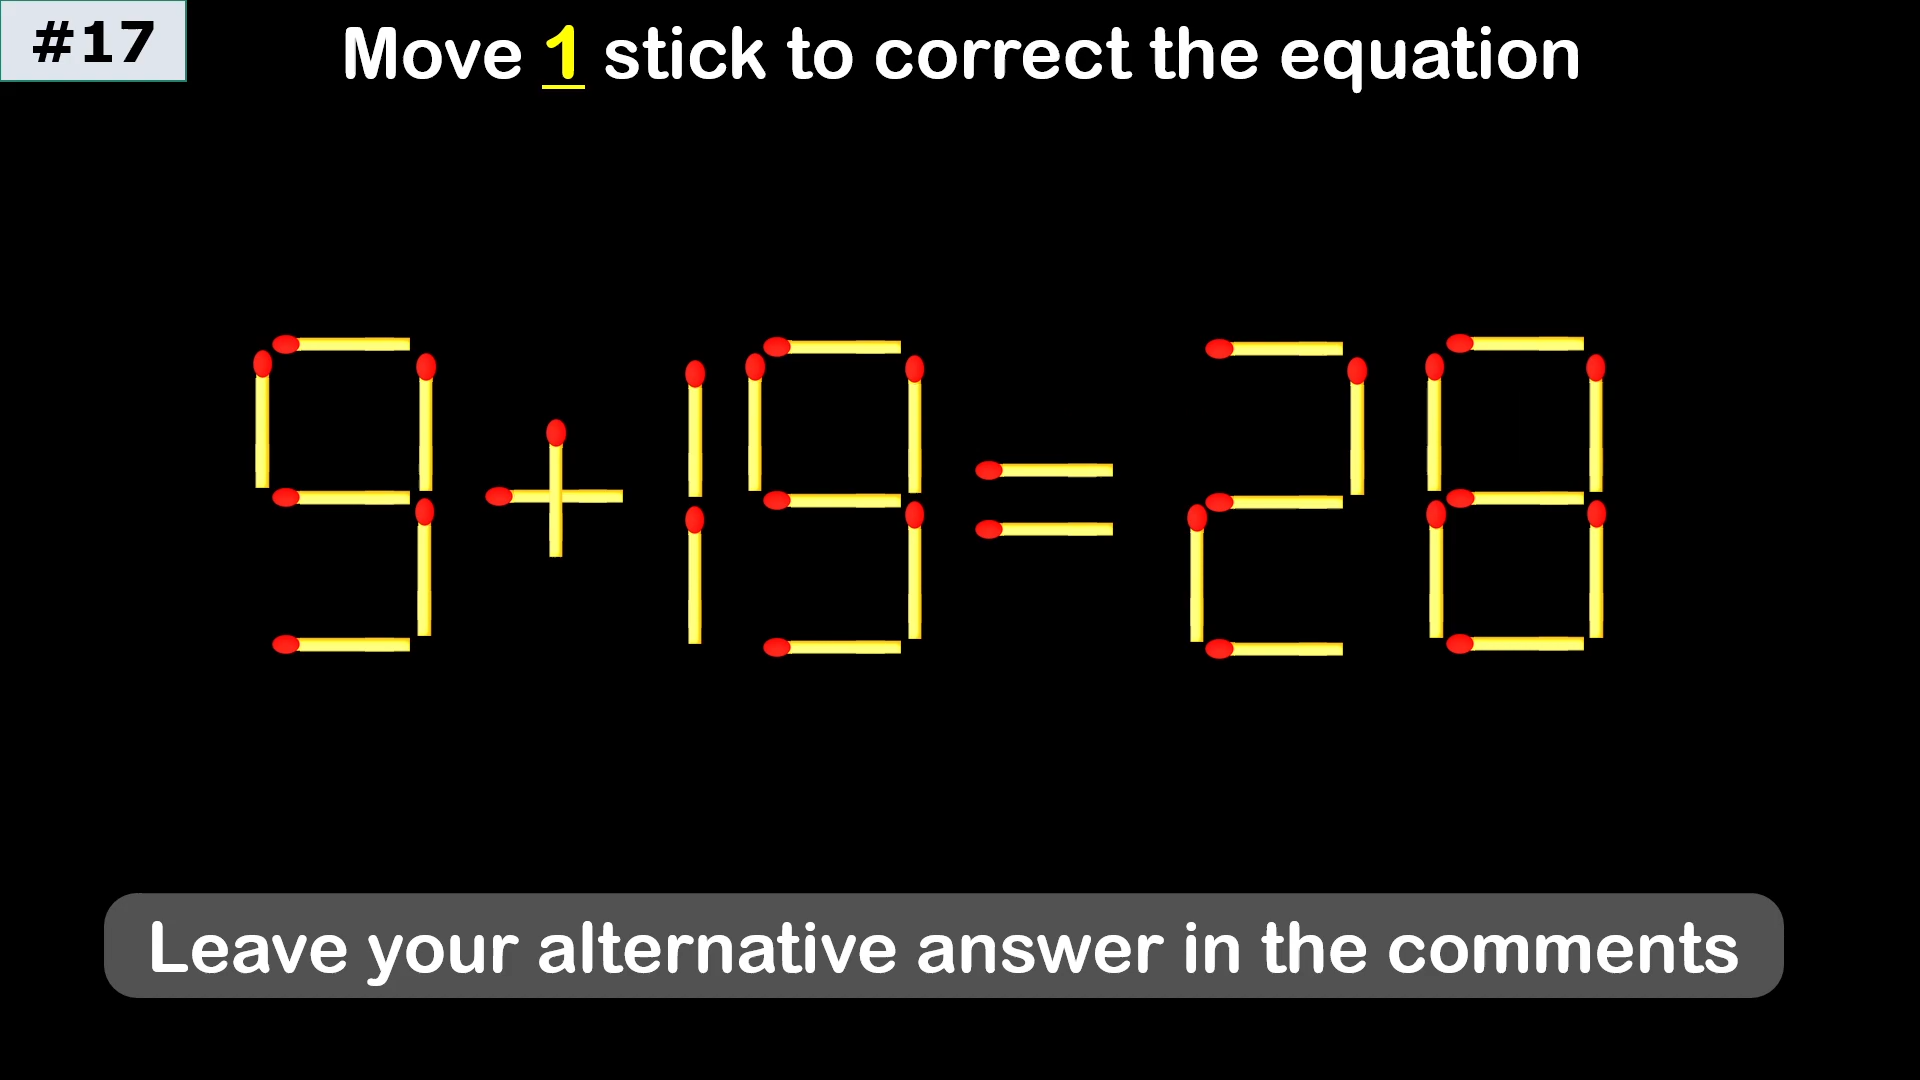 #17
Move 1 stick to correct the equation
9+19=28
Leave your alternative answer in the comments